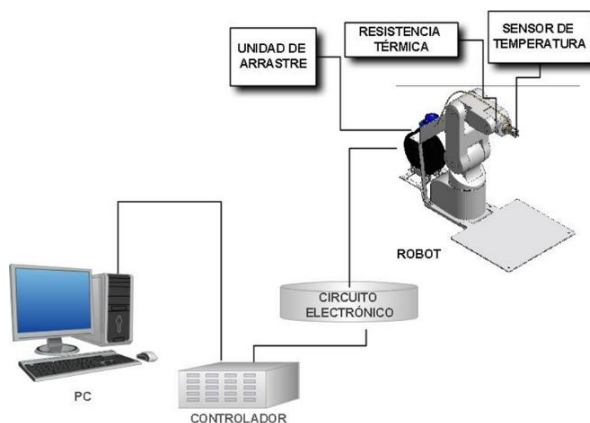 UNIDAD DE
ARRASTRE
RESISTENCIA
TÉRMICA
SENSOR DE
TEMPERATURA
ROBOT
CIRCUITO
ELECTRÓNICO
PC
CONTROLADOR